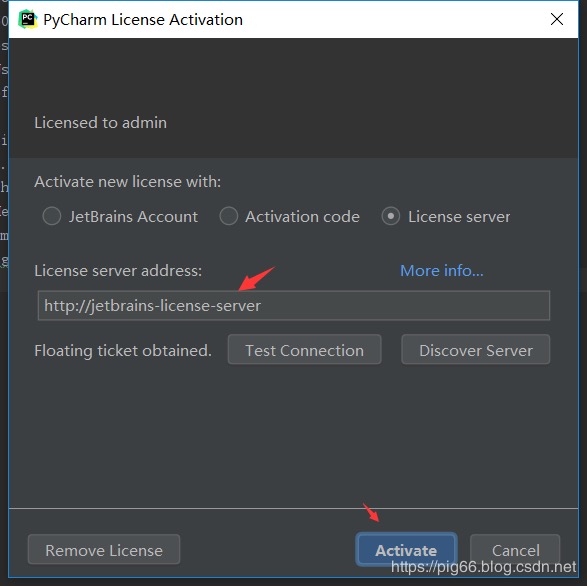 PC
PyCharm License Activation
Licensed to admin
Activate new license with:
JetBrains Account Activation code License server
License server address: More info...
http://jetbrains-license-server
Floating ticket obtained. Test Connection Discover Server
Remove License Activate Cancel
https://pig66.blog.csdn.net